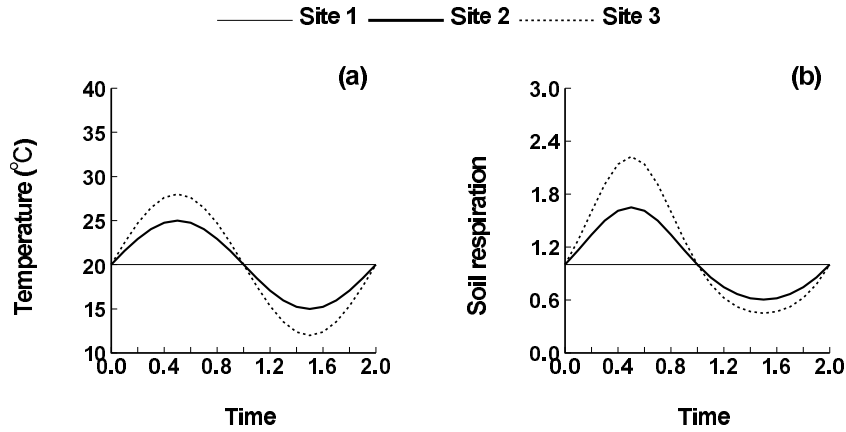 Site 1 Site 2 Site 3
(a)
40
35
30
25
20
15
10
Temperature (°C)
0.0 0.4 0.8 1.2 1.6 2.0
Time
(b)
3.0
2.4
1.8
1.2
0.6
0.0
Soil respiration
0.0 0.4 0.8 1.2 1.6 2.0
Time